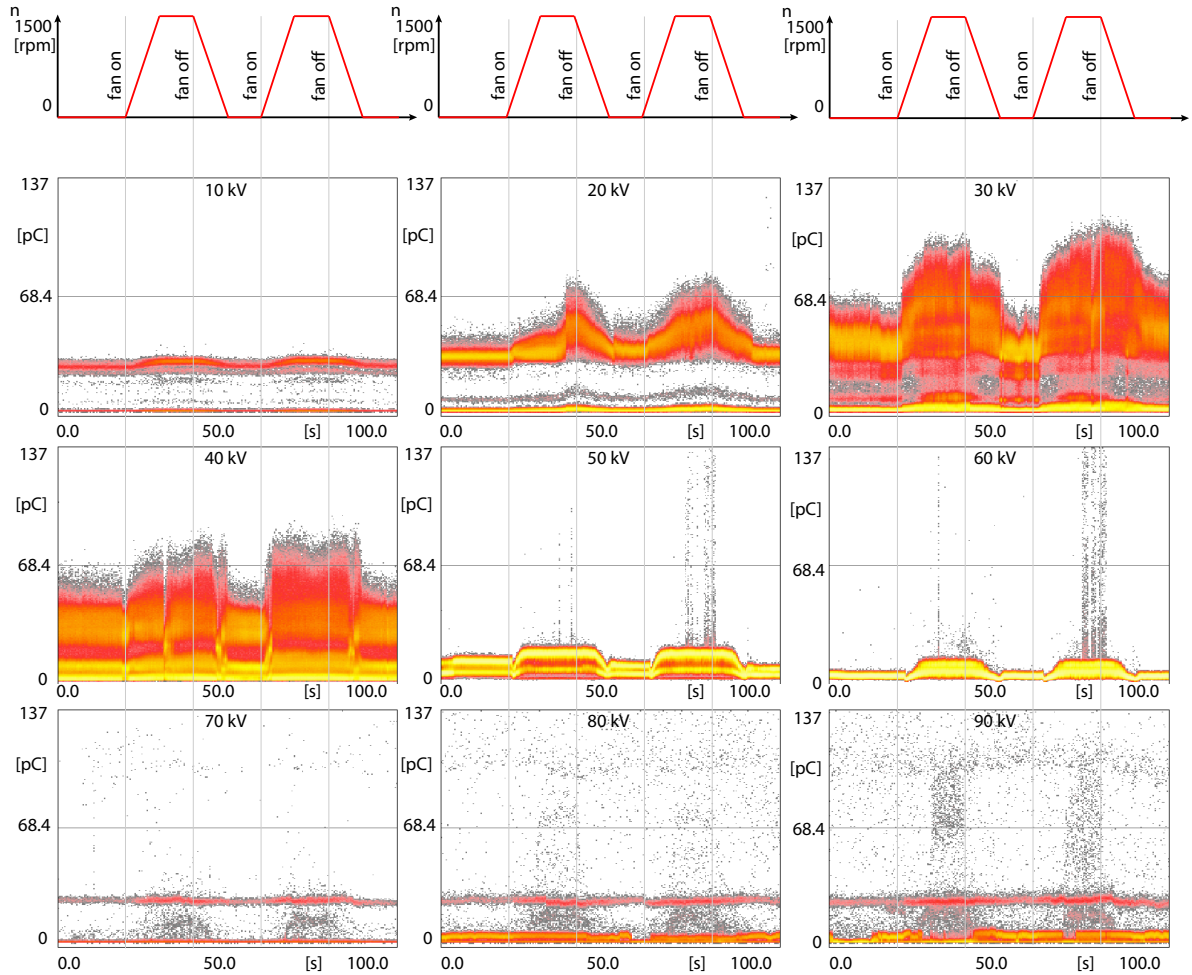 n n n
1500 1500 1500
[rpm] [rpm] [rpm]
fan on fan off fan on fan off fan on fan off fan on fan off fan on fan off fan on fan off
0 0 0
137 10 kV 137 20 kV 137 30 kV
[pC] [pC] [pC]
68.4 68.4 68.4
0 0 0
0.0 50.0 [s] 100.0 0.0 50.0 [s] 100.0 0.0 50.0 [s] 100.0
137 40 kV 137 50 kV 137 60 kV
[pC] [pC] [pC]
68.4 68.4 68.4
0 0 0
0.0 50.0 [s] 100.0 0.0 50.0 [s] 100.0 0.0 50.0 [s] 100.0
137 70 kV 137 80 kV 137 90 kV
[pC] [pC] [pC]
68.4 68.4 68.4
0 0 0
0.0 50.0 [s] 100.0 0.0 50.0 [s] 100.0 0.0 50.0 [s] 100.0